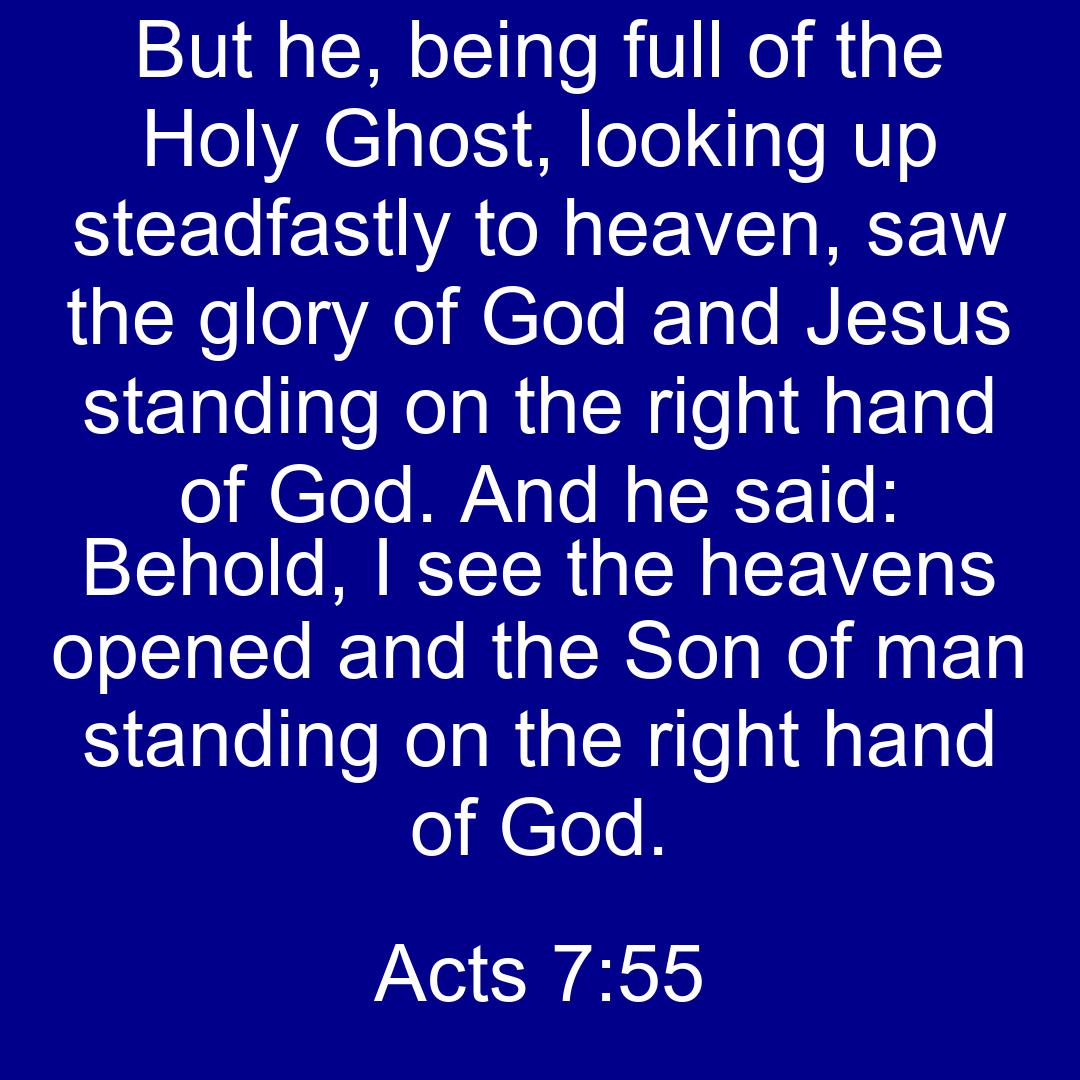 But he, being full of the
Holy Ghost, looking up
steadfastly to heaven, saw
the glory of God and Jesus
standing on the right hand
of God. And he said:
Behold, I see the heavens
opened and the Son of man
standing on the right hand
of God.
Acts 7:55